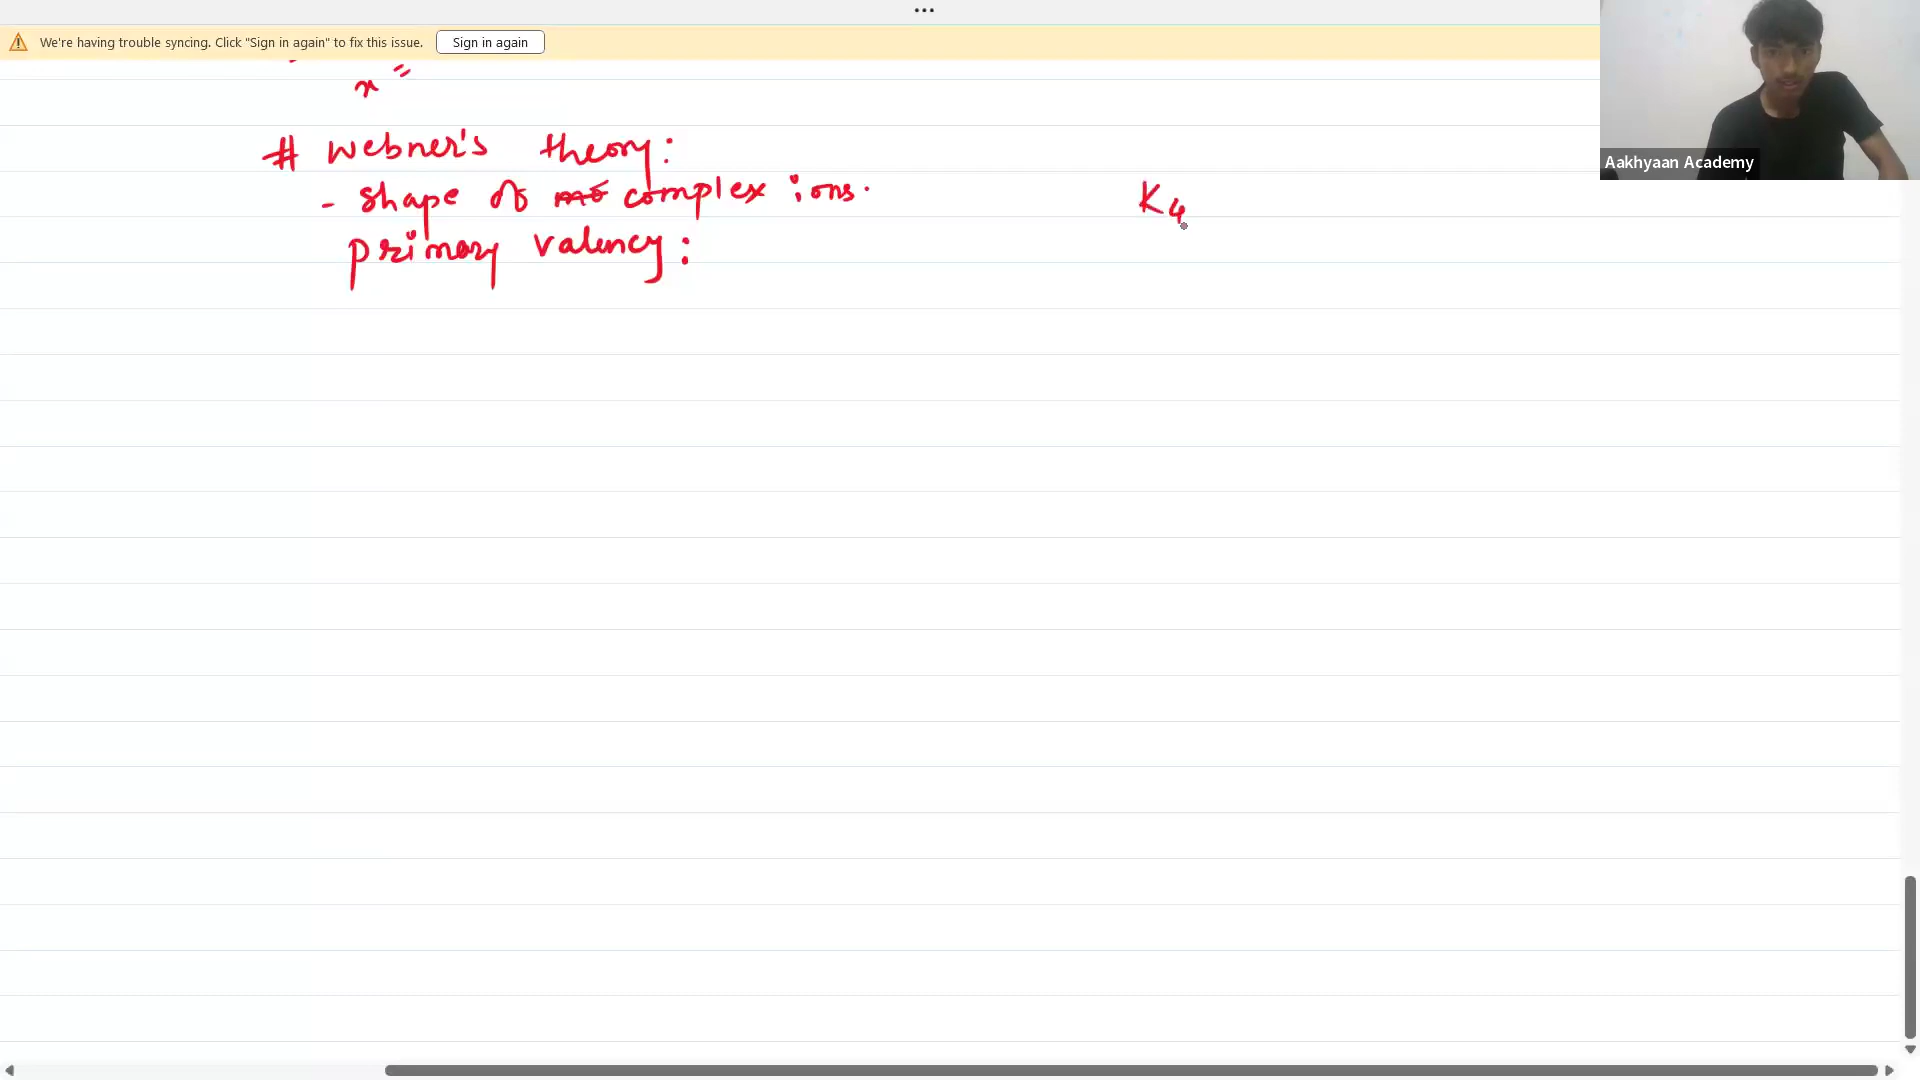 ...
We're having trouble syncing. Click "Sign in again" to fix this issue. Sign in again
Aakhyaan Academy
x =
# Webner's theory:
- shape of complex ions.
K4
primary valency: